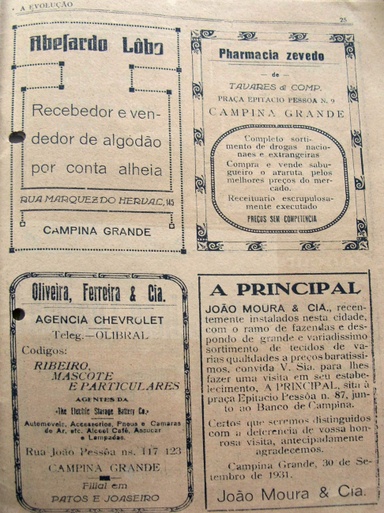 A EVOLUÇÃO
25
Abelardo Lôbo
Recebedor e ven-
dedor de algodão
por conta alheia
RUA MARQUEZ DO HERVAL, 145
CAMPINA GRANDE
Pharmacia zevedo
de
TAVARES & COMP.
PRAÇA EPITACIO PESSÔA N. 9
CAMPINA GRANDE
Completo sorti-
mento de drogas nacio-
naes e extrangeiras
Compra e vende sabu-
gueiro o araruta pelos
melhores preços do mer-
cado.
Receituario escrupulosa-
mente executado
PREÇOS SEM COMPETENCIA
Oliveira, Ferreira & Cia.
AGENCIA CHEVROLET
Teleg.—OLIBRAL
Codigos:
RIBEIRO,
MASCOTE
E PARTICULARES
AGENTES DA
«The Electric Storage Battery Co.»
Automoveis, Accessorios, Pneus e Camaras
de Ar, etc. Alcool Café, Assucar
e Lampadas.
Rua João Pessôa ns. 117 123
CAMPINA GRANDE
Filial em
PATOS E JOASEIRO
A PRINCIPAL
JOÃO MOURA & CIA., recen-
temente instalados nesta cidade,
com o ramo de fazendas e des-
pondo de grande e variadissimo
sortimento de tecidos de va-
rias qualidades a preços baratissi-
mos, convida V. Sia. para lhes
fazer uma visita em seu estabe-
lecimento, A PRINCIPAL, sita á
praça Epitacio Pessôa n. 87, jun-
to ao Banco de Campina.
Certos que seremos distinguidos
com a deferencia de vossa hon-
rosa visita, antecipadamente
agradecemos.
Campina Grande, 30 de Se-
tembro de 1931.
João Moura & Cia.